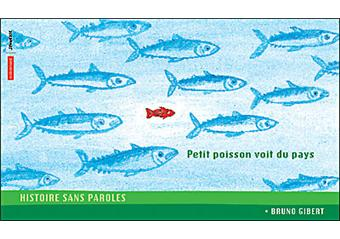 Petit poisson voit du pays
HISTOIRE SANS PAROLES
• BRUNO GIBERT